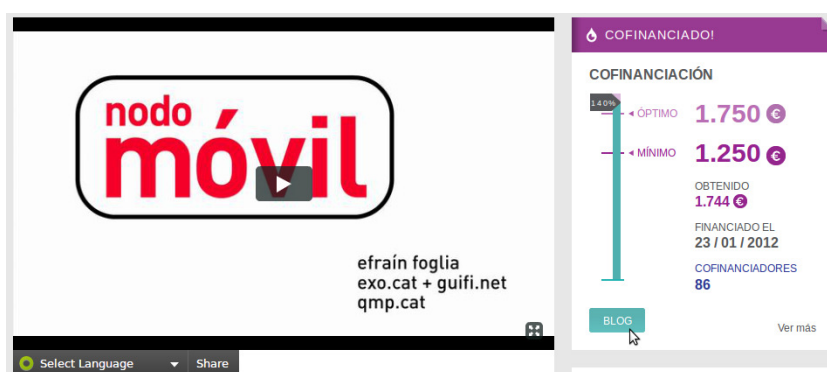 nodo
móvil
efraín foglia
exo.cat + guifi.net
qmp.cat
Select Language
Share
COFINANCIADO!
COFINANCIACIÓN
140%
ÓPTIMO 1.750 €
MÍNIMO 1.250 €
OBTENIDO
1.744 €
FINANCIADO EL
23 / 01 / 2012
COFINANCIADORES
86
BLOG
Ver más